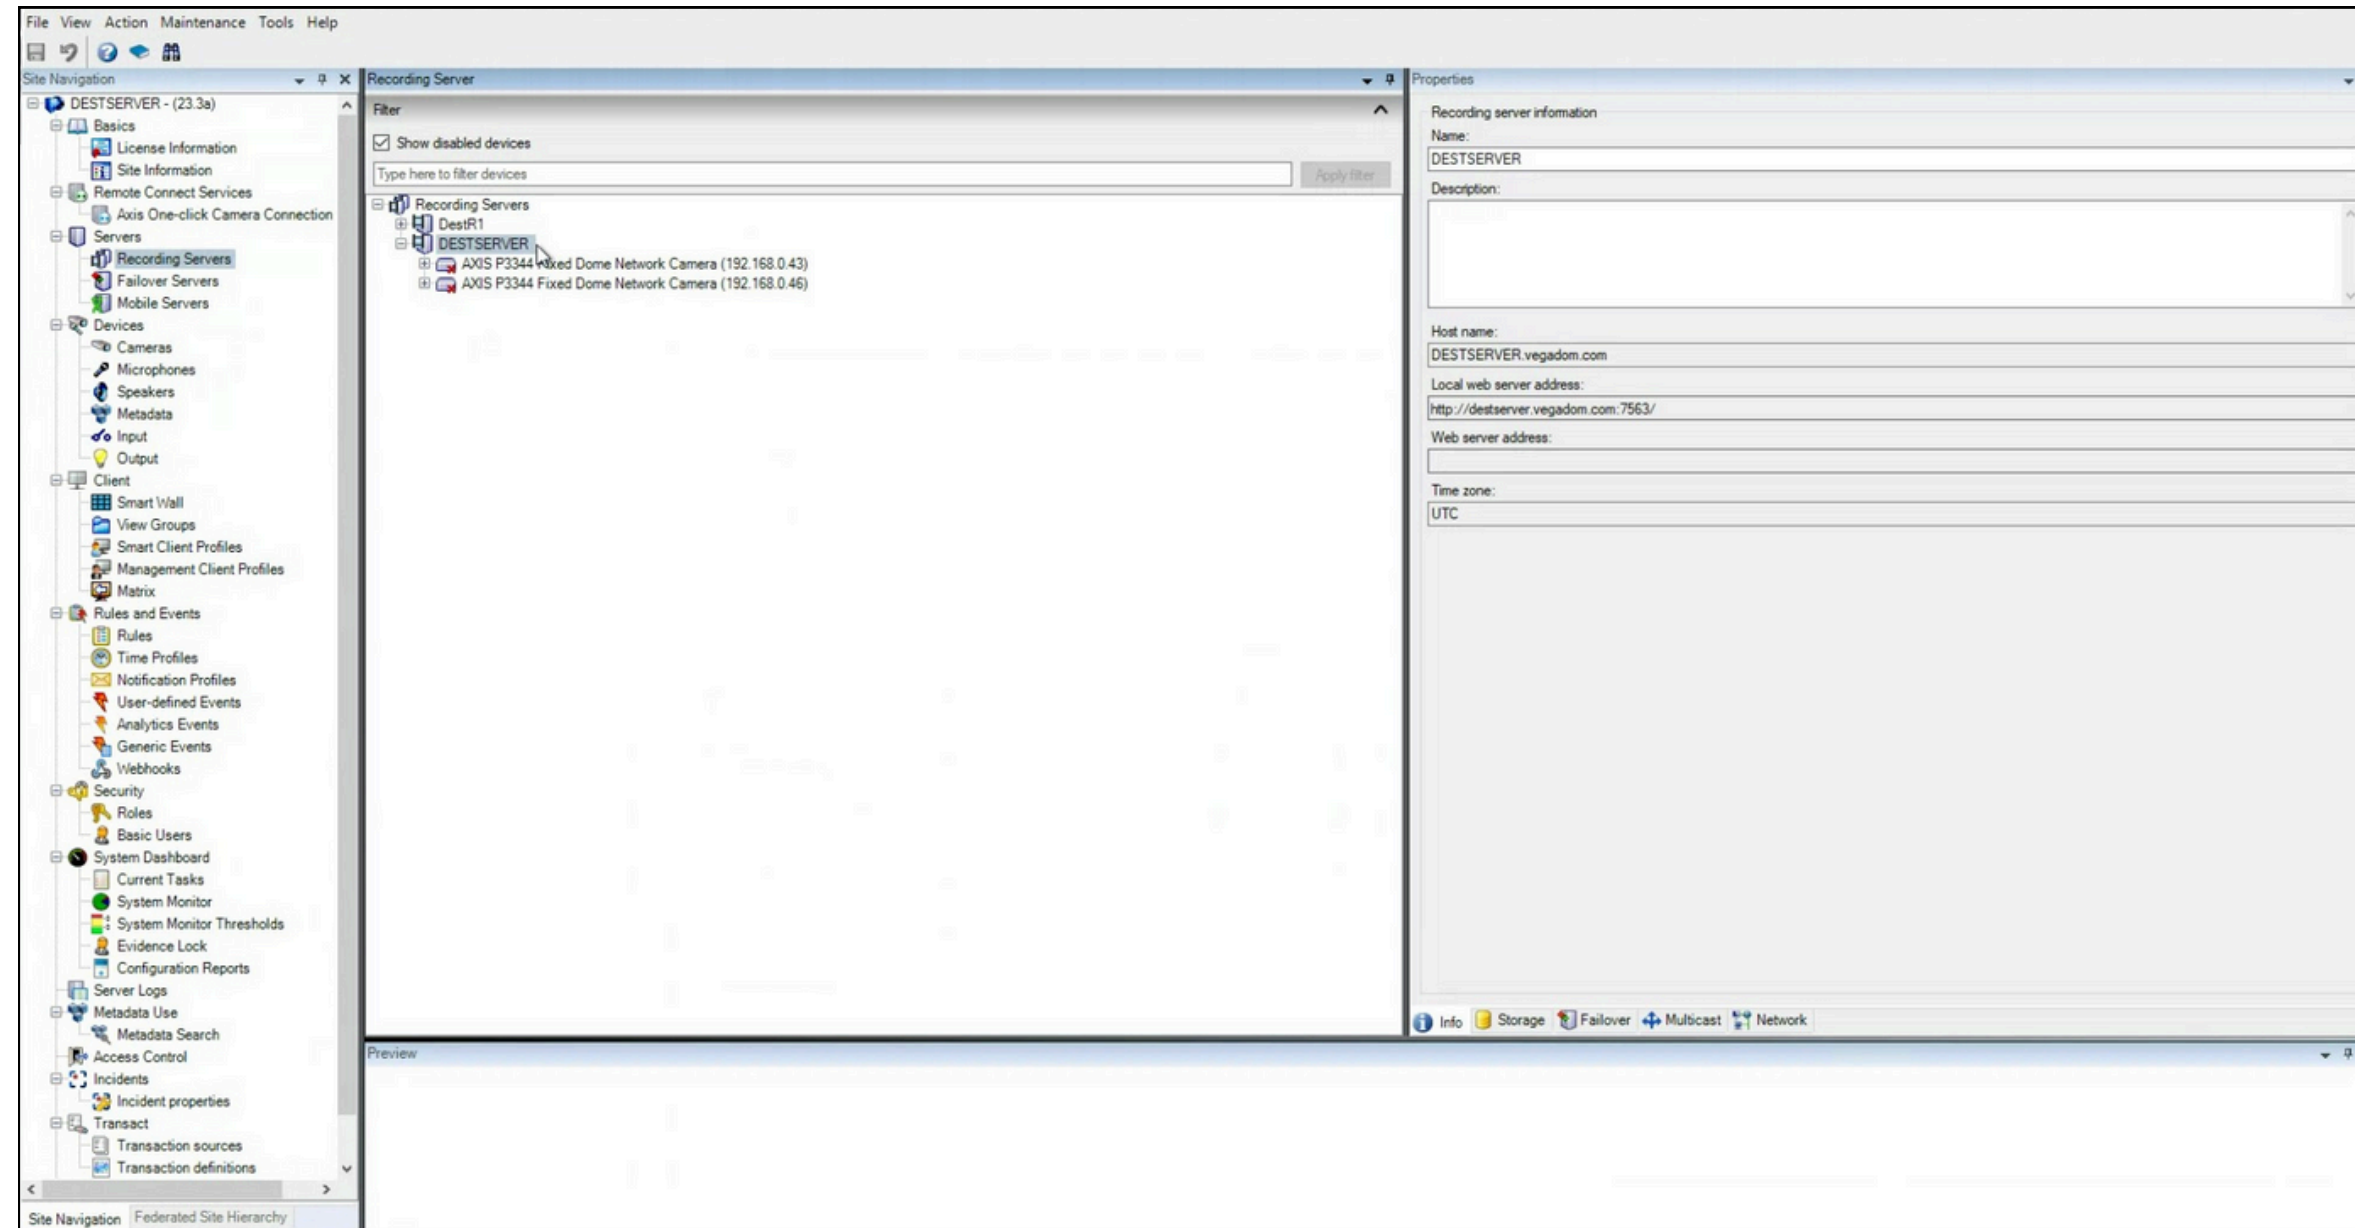 File View Action Maintenance Tools Help
Site Navigation
DESTSERVER - (23.3a)
Basics
License Information
Site Information
Remote Connect Services
Axis One-click Camera Connection
Servers
Recording Servers
Failover Servers
Mobile Servers
Devices
Cameras
Microphones
Speakers
Metadata
Input
Output
Client
Smart Wall
View Groups
Smart Client Profiles
Management Client Profiles
Matrix
Rules and Events
Rules
Time Profiles
Notification Profiles
User-defined Events
Analytics Events
Generic Events
Webhooks
Security
Roles
Basic Users
System Dashboard
Current Tasks
System Monitor
System Monitor Thresholds
Evidence Lock
Configuration Reports
Server Logs
Metadata Use
Metadata Search
Access Control
Incidents
Incident properties
Transact
Transaction sources
Transaction definitions
Site Navigation Federated Site Hierarchy
Recording Server
Filter
Show disabled devices
Type here to filter devices Apply filter
Recording Servers
DestR1
DESTSERVER
AXIS P3344 Fixed Dome Network Camera (192.168.0.43)
AXIS P3344 Fixed Dome Network Camera (192.168.0.46)
Properties
Recording server information
Name:
DESTSERVER
Description:
Host name:
DESTSERVER.vegadom.com
Local web server address:
http://destserver.vegadom.com:7563/
Web server address:
Time zone:
UTC
Info Storage Failover Multicast Network
Preview